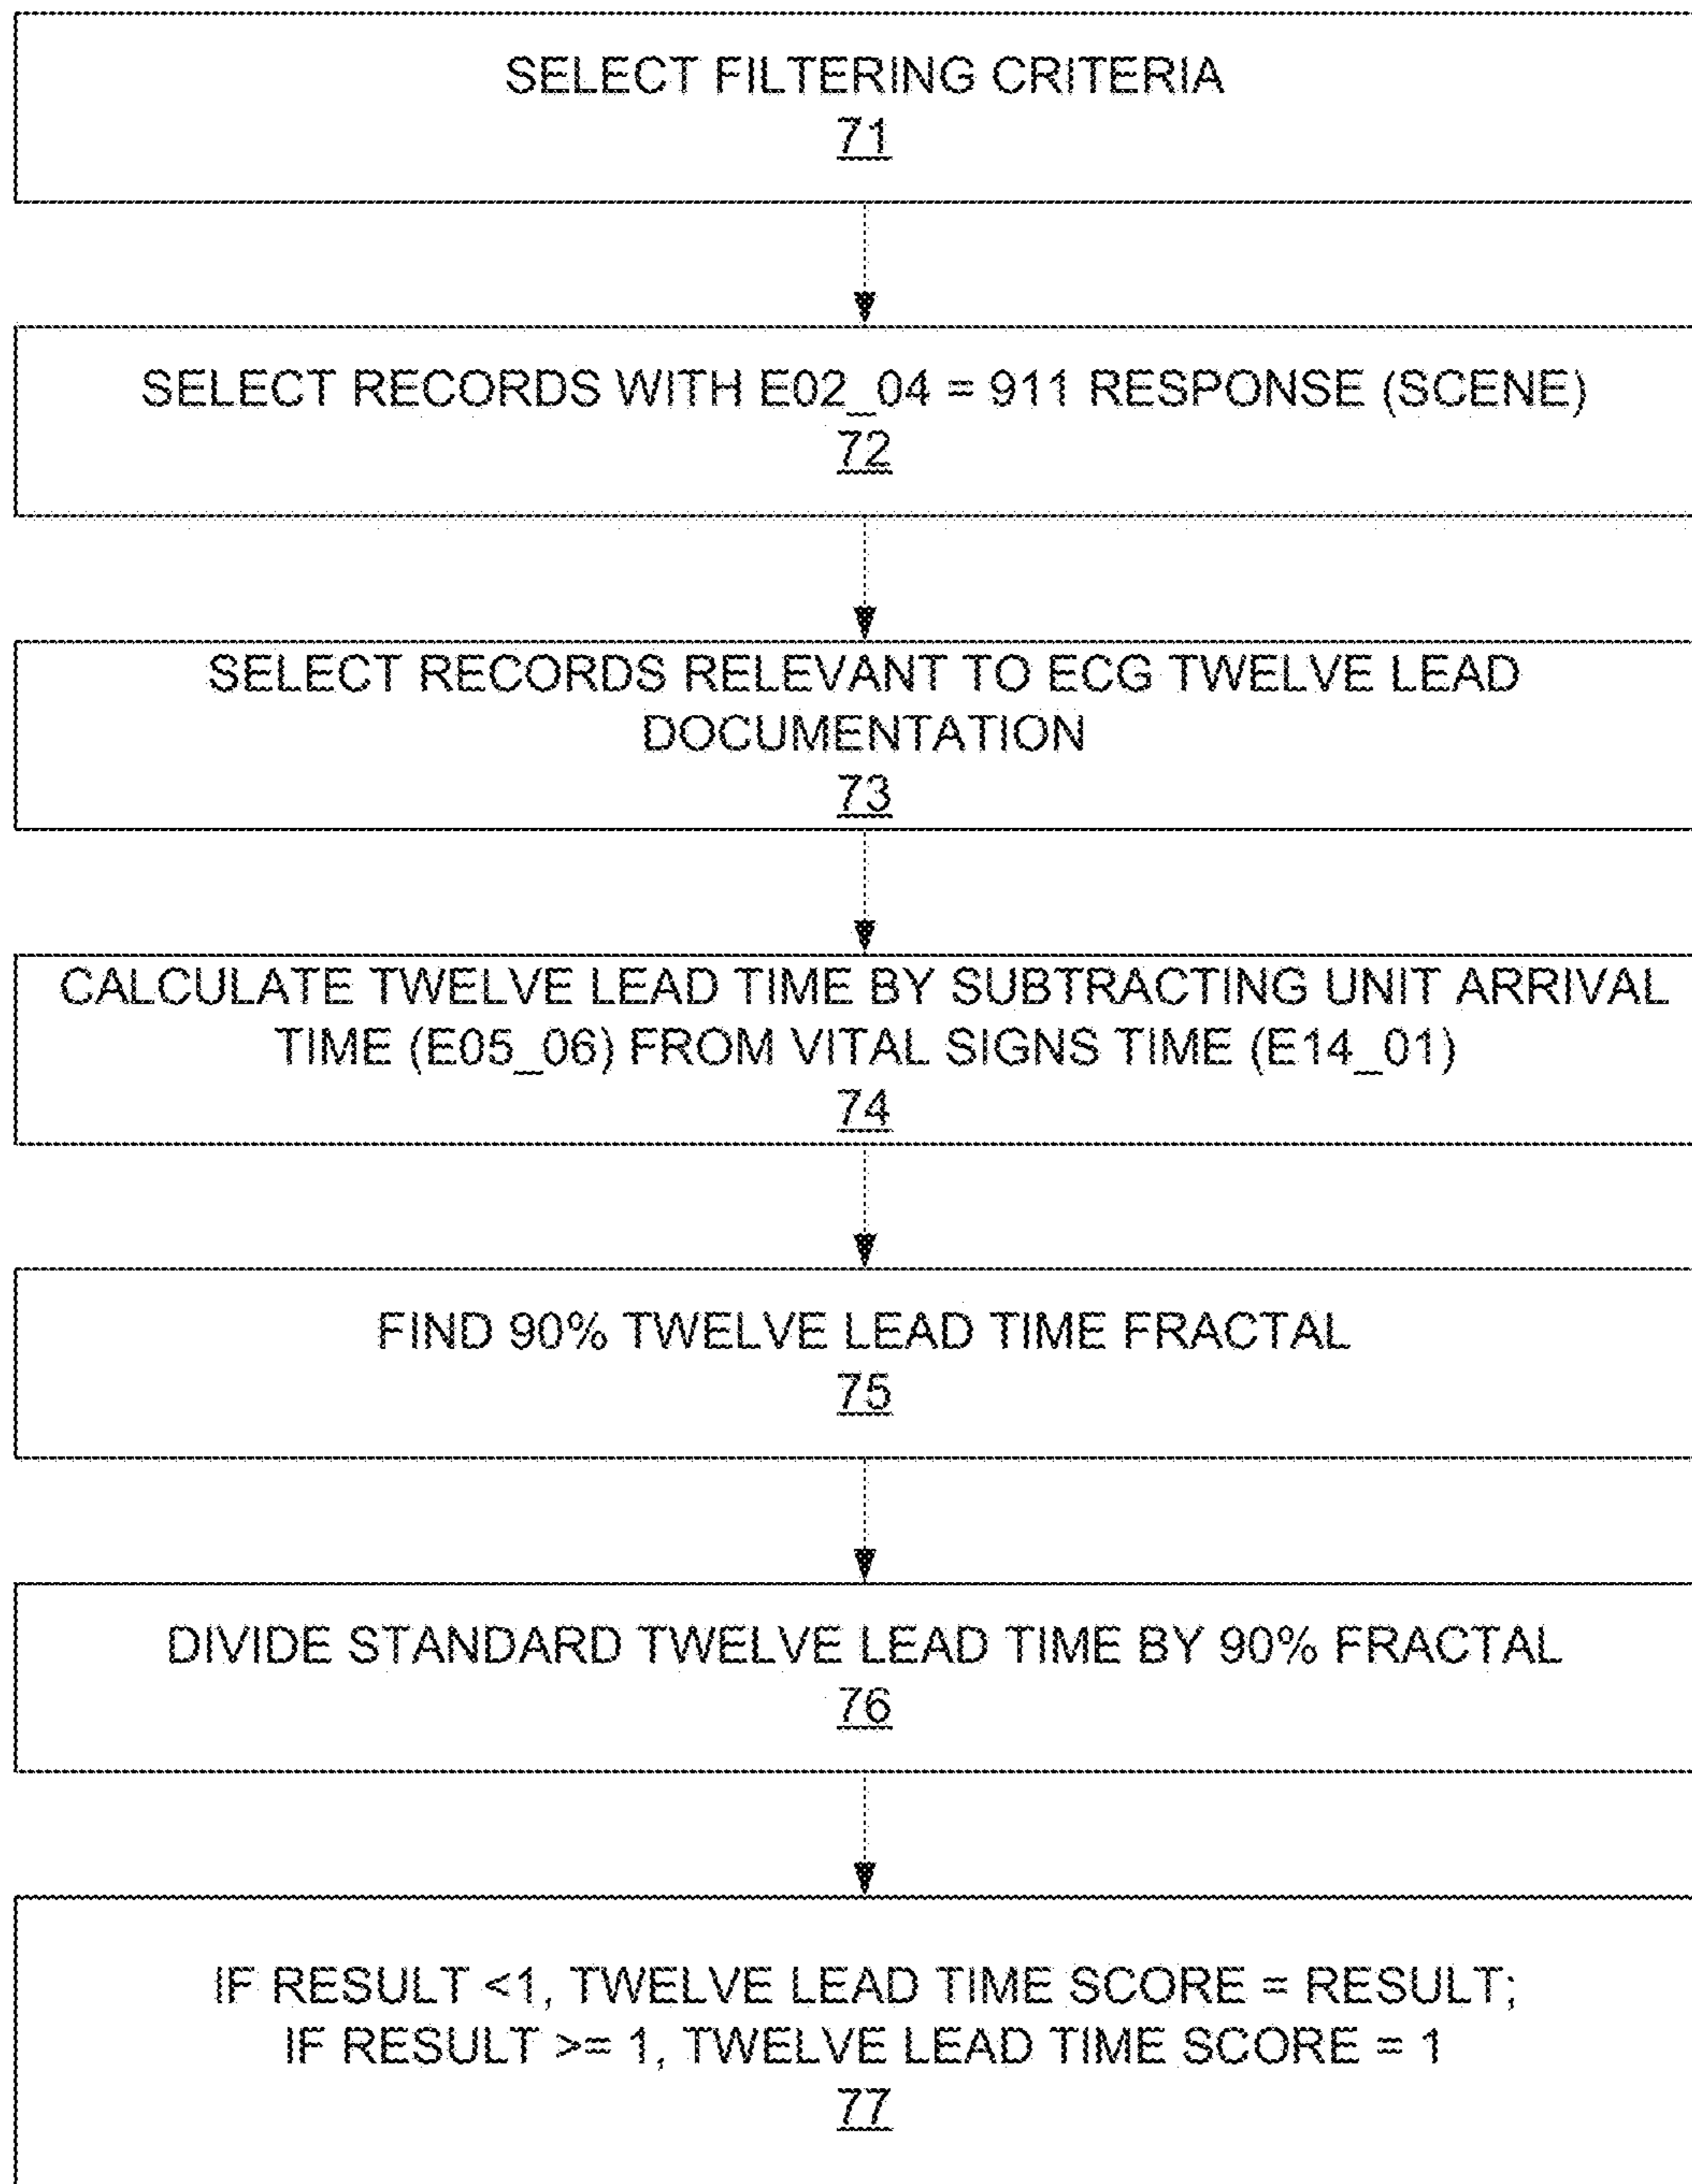 SELECT FILTERING CRITERIA
71
SELECT RECORDS WITH E02_04 = 911 RESPONSE (SCENE)
72
SELECT RECORDS RELEVANT TO ECG TWELVE LEAD
DOCUMENTATION
73
CALCULATE TWELVE LEAD TIME BY SUBTRACTING UNIT ARRIVAL
TIME (E05_06) FROM VITAL SIGNS TIME (E14_01)
74
FIND 90% TWELVE LEAD TIME FRACTAL
75
DIVIDE STANDARD TWELVE LEAD TIME BY 90% FRACTAL
76
IF RESULT <1, TWELVE LEAD TIME SCORE = RESULT;
IF RESULT >= 1, TWELVE LEAD TIME SCORE = 1
77